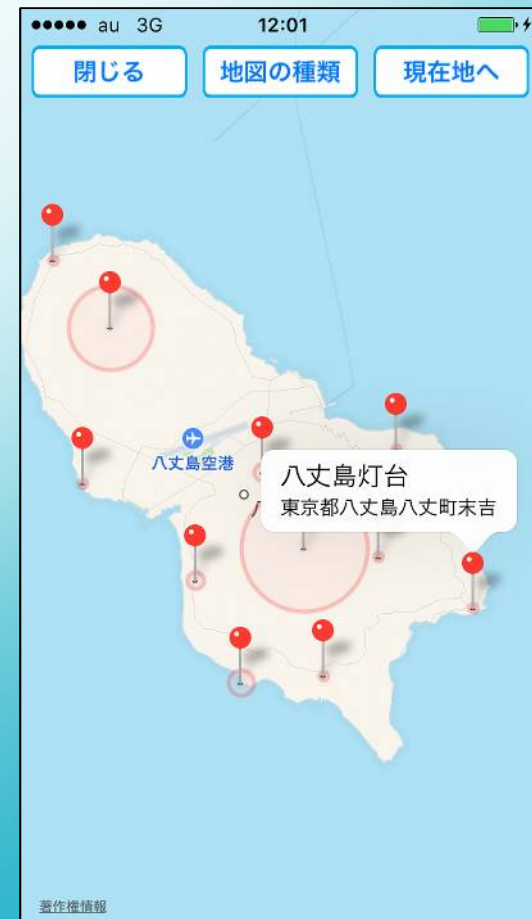 ●●●●● au 3G 12:01
閉じる 地図の種類 現在地へ
八丈島空港
八丈島灯台
東京都八丈島八丈町末吉
著作権情報